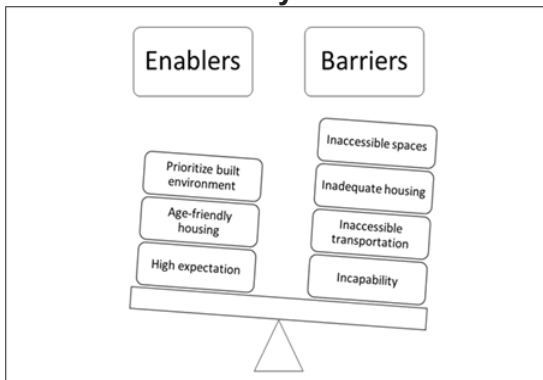 Enablers
Barriers
Prioritize built
environment
Age-friendly
housing
High expectation
Inaccessible spaces
Inadequate housing
Inaccessible
transportation
Incapability